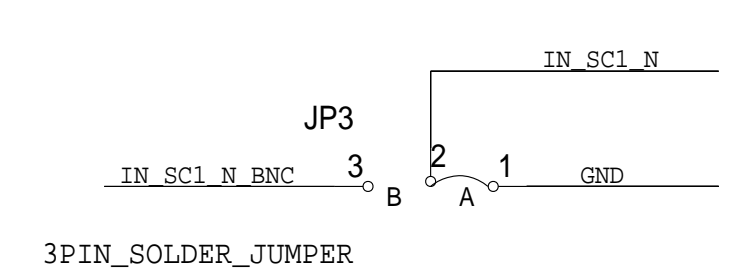 IN_SC1_N
JP3
IN_SC1_N_BNC 3 B 2 A 1 GND
3PIN_SOLDER_JUMPER